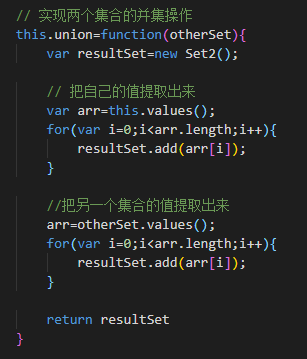 // 实现两个集合的并集操作
this.union=function(otherSet){
var resultSet=new Set2();
// 把自己的值提取出来
var arr=this.values();
for(var i=0;i<arr.length;i++){
resultSet.add(arr[i]);
}
//把另一个集合的值提取出来
arr=otherSet.values();
for(var i=0;i<arr.length;i++){
resultSet.add(arr[i]);
}
return resultSet
}